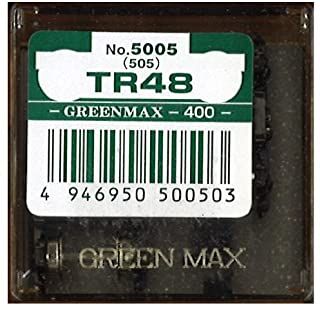 No.5005
(505)
TR48
- GREENMAX - 400 -
4 946950 500503
GREEN MAX